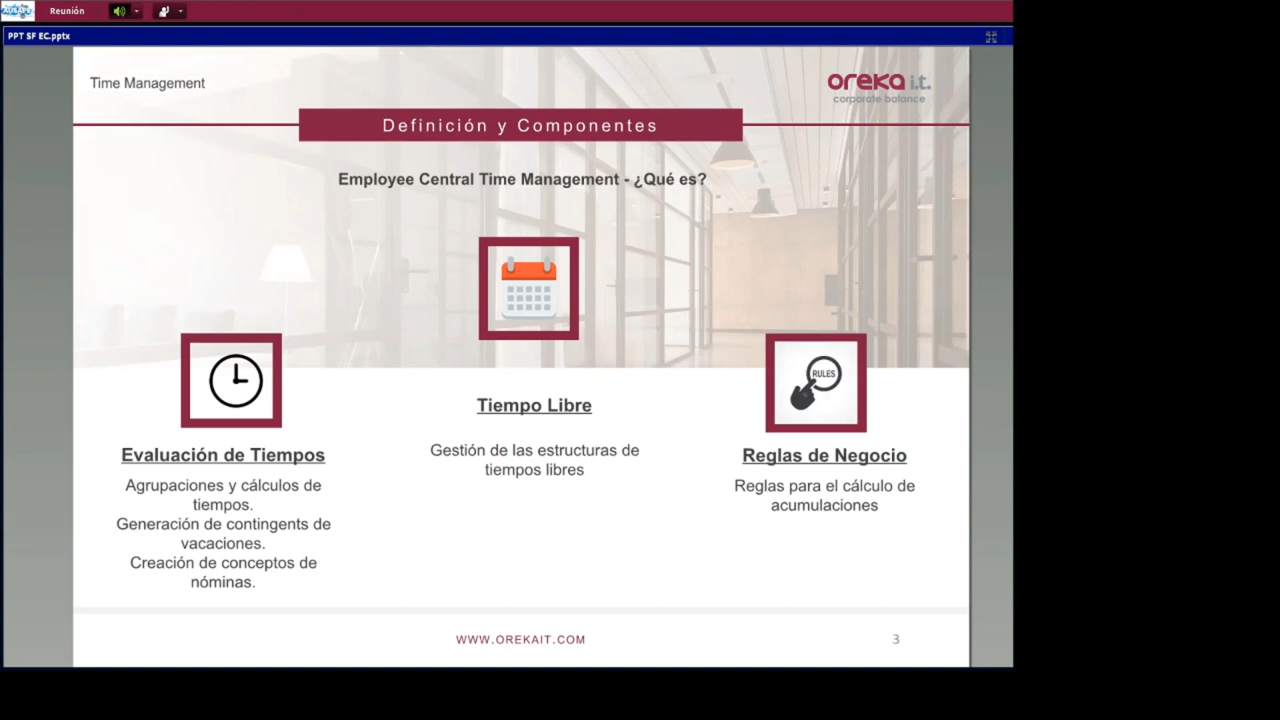 Reunión
PPT SF EC.pptx
Time Management
oreka i.t.
corporate balance
Definición y Componentes
Employee Central Time Management - ¿Qué es?
RULES
Tiempo Libre
Gestión de las estructuras de
tiempos libres
Evaluación de Tiempos
Agrupaciones y cálculos de
tiempos.
Generación de contingents de
vacaciones.
Creación de conceptos de
nóminas.
Reglas de Negocio
Reglas para el cálculo de
acumulaciones
WWW.OREKAIT.COM
3